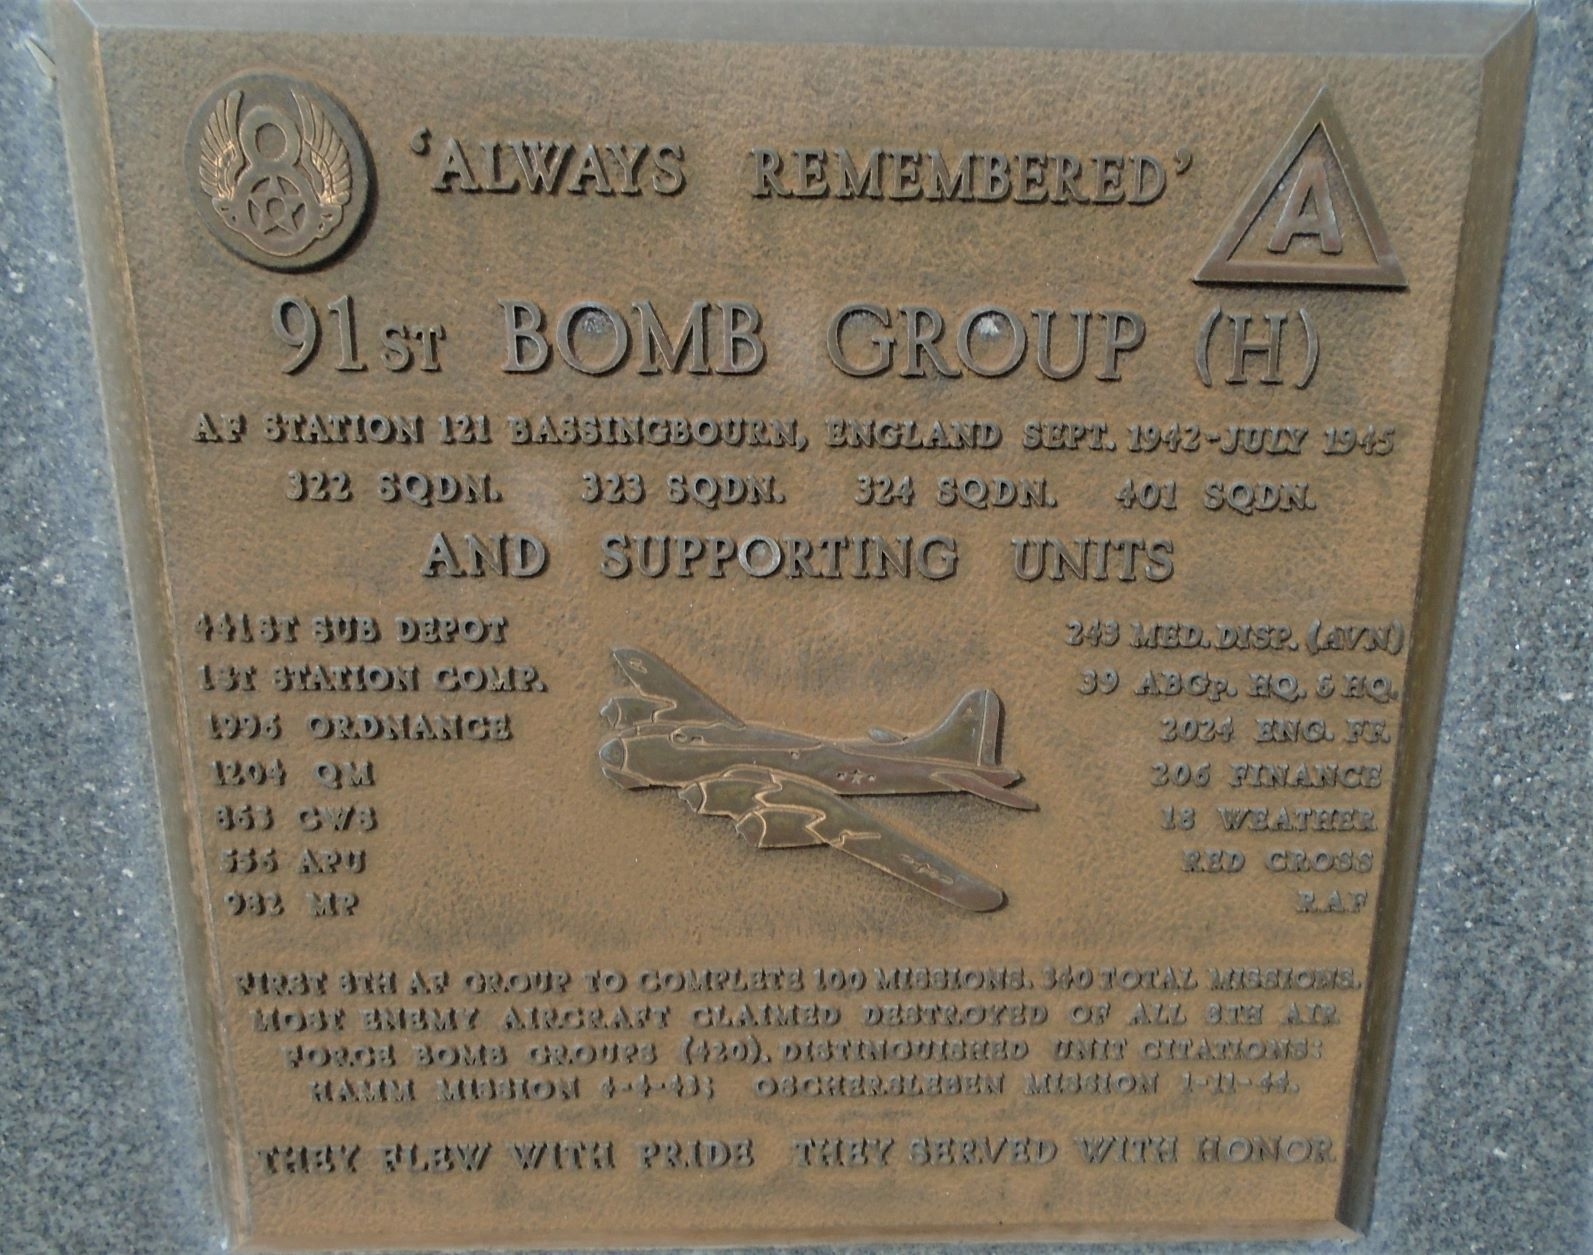 'ALWAYS REMEMBERED'
A
91ST BOMB GROUP (H)
AF STATION 121 BASSINGBOURN, ENGLAND SEPT. 1942-JULY 1945
322 SQDN. 323 SQDN. 324 SQDN. 401 SQDN.
AND SUPPORTING UNITS
441ST SUB DEPOT
1ST STATION COMP.
1996 ORDNANCE
1204 QM
863 CWS
556 APU
982 MP
243 MED. DISP. (AVN)
39 ABGp. HQ. & HQ.
2024 ENG. FF.
206 FINANCE
18 WEATHER
RED CROSS
R.A.F
FIRST 8TH AF GROUP TO COMPLETE 100 MISSIONS. 340 TOTAL MISSIONS.
MOST ENEMY AIRCRAFT CLAIMED DESTROYED OF ALL 8TH AIR
FORCE BOMB GROUPS (420). DISTINGUISHED UNIT CITATIONS:
HAMM MISSION 4-4-43; OSCHERSLEBEN MISSION 1-11-44.
THEY FLEW WITH PRIDE THEY SERVED WITH HONOR